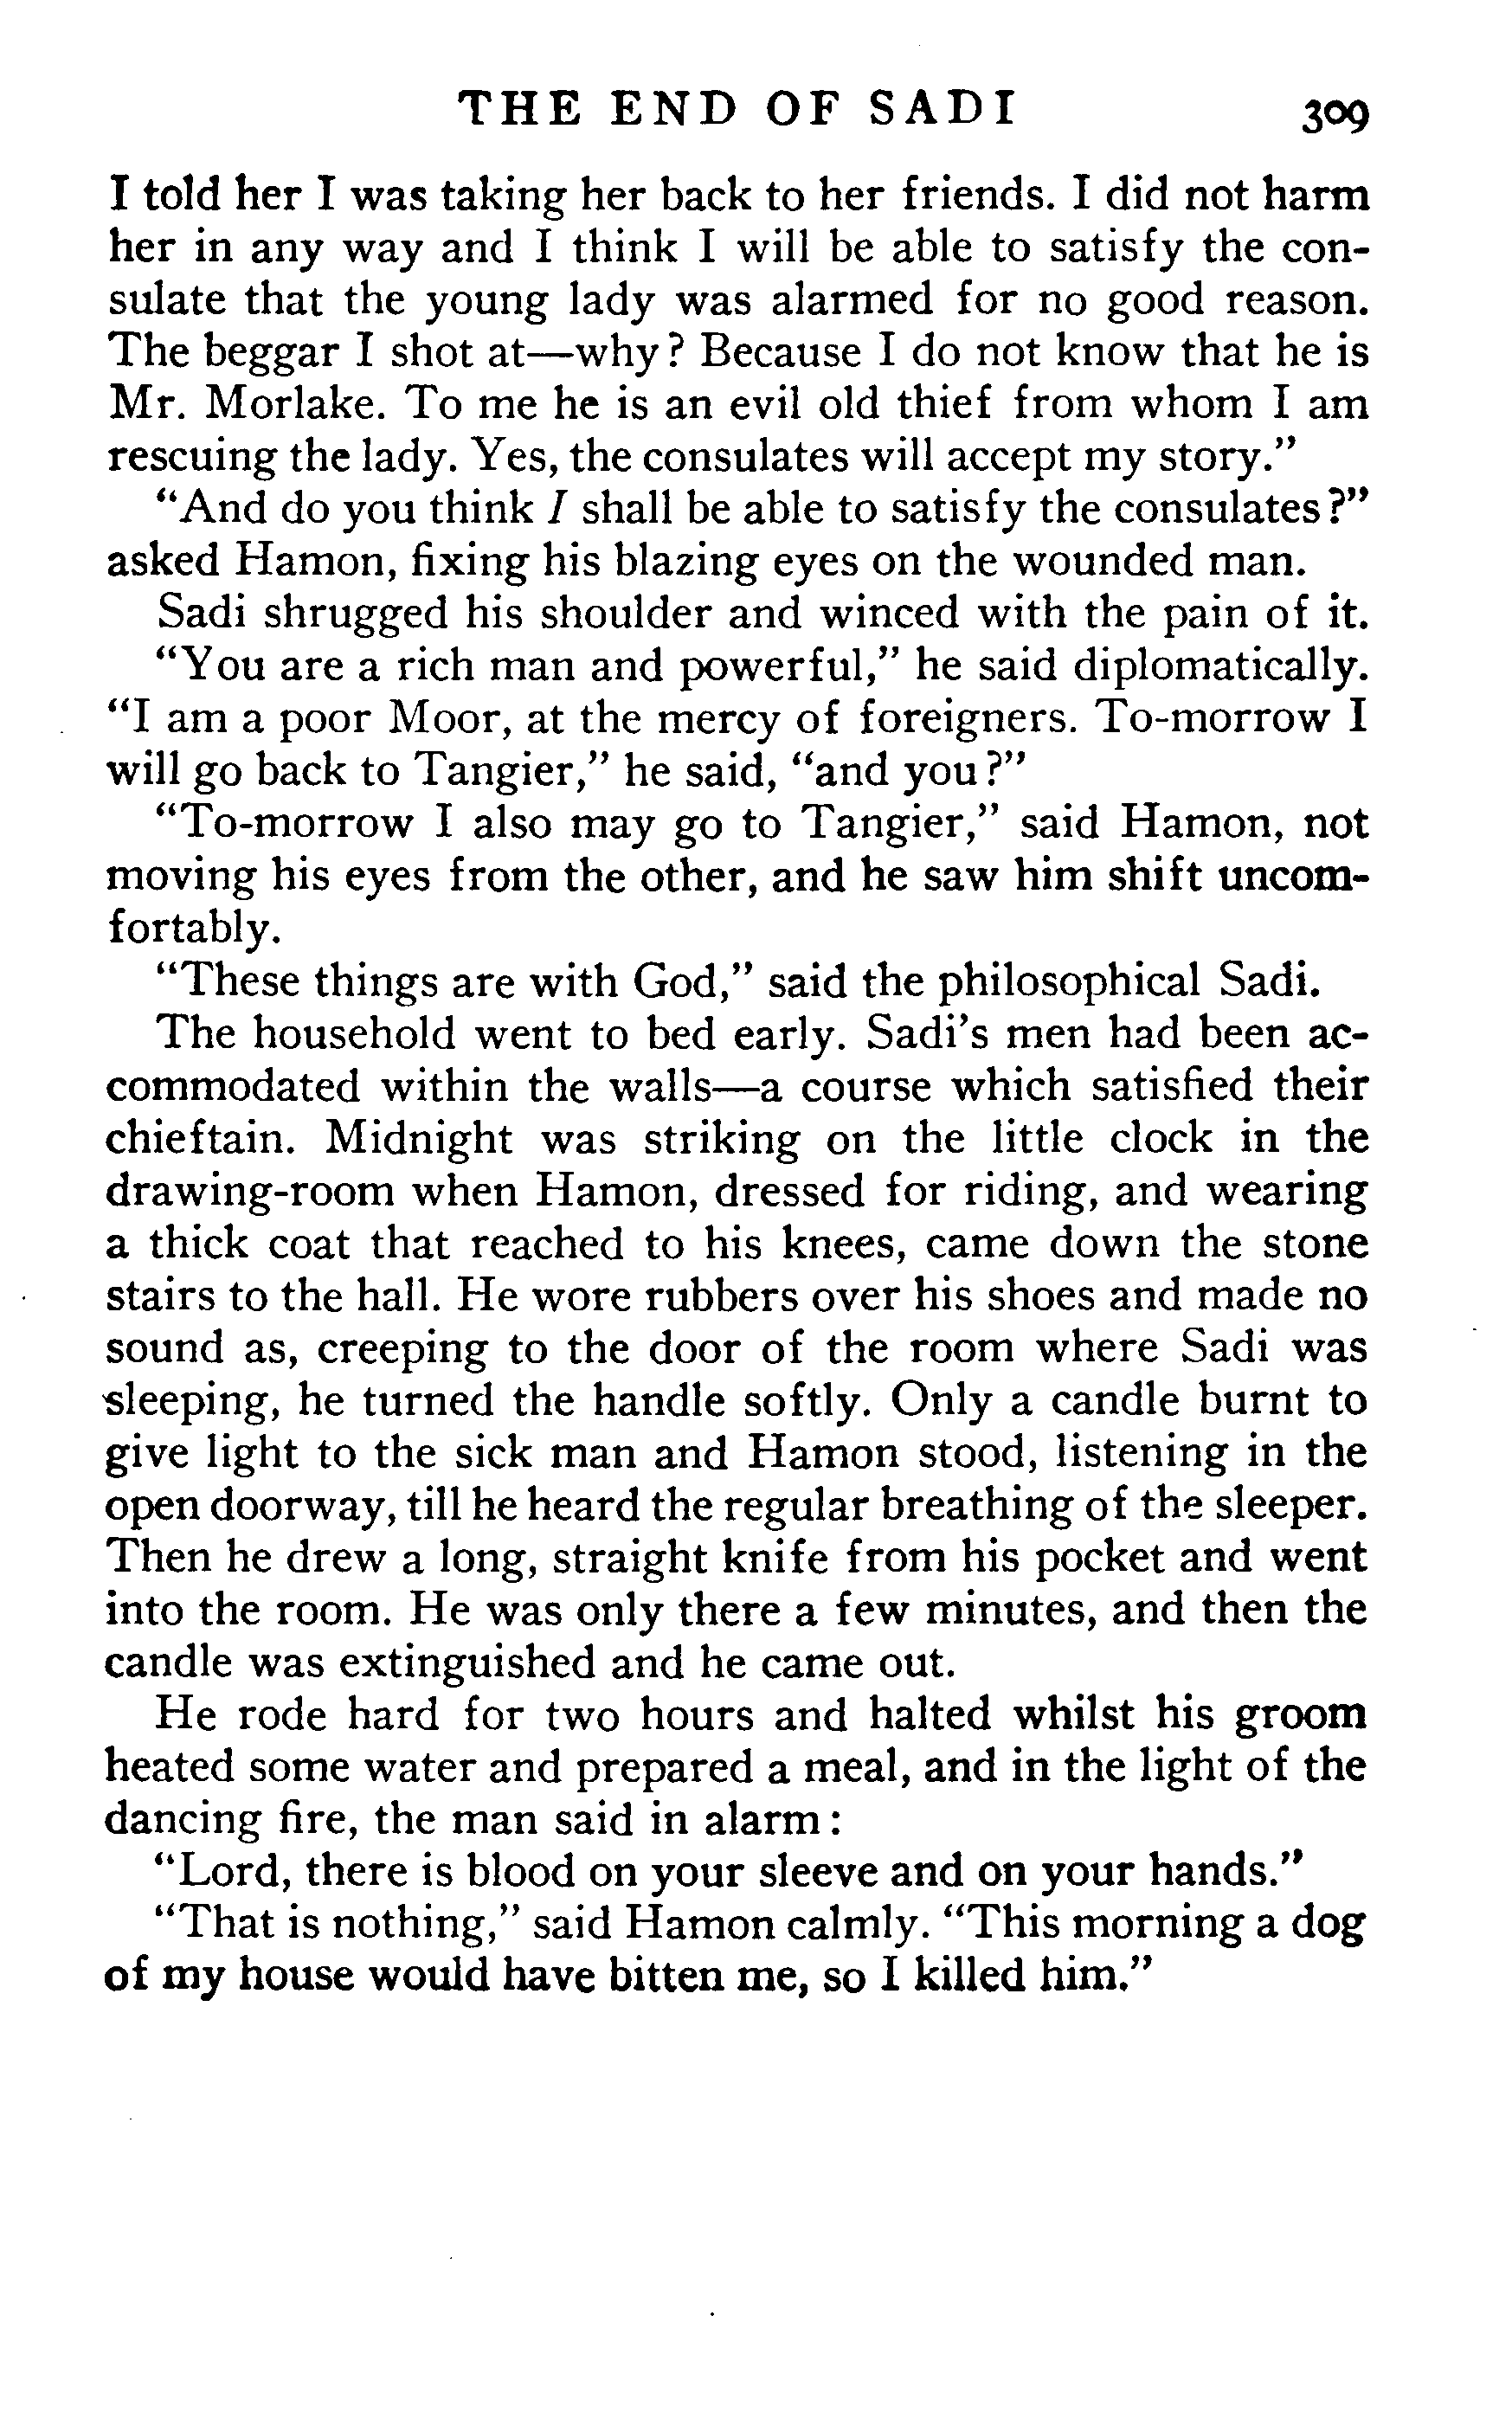 THE END OF SADI 309
I told her I was taking her back to her friends. I did not harm
her in any way and I think I will be able to satisfy the con-
sulate that the young lady was alarmed for no good reason.
The beggar I shot at—why? Because I do not know that he is
Mr. Morlake. To me he is an evil old thief from whom I am
rescuing the lady. Yes, the consulates will accept my story."
"And do you think I shall be able to satisfy the consulates?"
asked Hamon, fixing his blazing eyes on the wounded man.
Sadi shrugged his shoulder and winced with the pain of it.
"You are a rich man and powerful," he said diplomatically.
"I am a poor Moor, at the mercy of foreigners. To-morrow I
will go back to Tangier," he said, "and you?"
"To-morrow I also may go to Tangier," said Hamon, not
moving his eyes from the other, and he saw him shift uncom-
fortably.
"These things are with God," said the philosophical Sadi.
The household went to bed early. Sadi's men had been ac-
commodated within the walls—a course which satisfied their
chieftain. Midnight was striking on the little clock in the
drawing-room when Hamon, dressed for riding, and wearing
a thick coat that reached to his knees, came down the stone
stairs to the hall. He wore rubbers over his shoes and made no
sound as, creeping to the door of the room where Sadi was
sleeping, he turned the handle softly. Only a candle burnt to
give light to the sick man and Hamon stood, listening in the
open doorway, till he heard the regular breathing of the sleeper.
Then he drew a long, straight knife from his pocket and went
into the room. He was only there a few minutes, and then the
candle was extinguished and he came out.
He rode hard for two hours and halted whilst his groom
heated some water and prepared a meal, and in the light of the
dancing fire, the man said in alarm:
"Lord, there is blood on your sleeve and on your hands."
"That is nothing," said Hamon calmly. "This morning a dog
of my house would have bitten me, so I killed him."